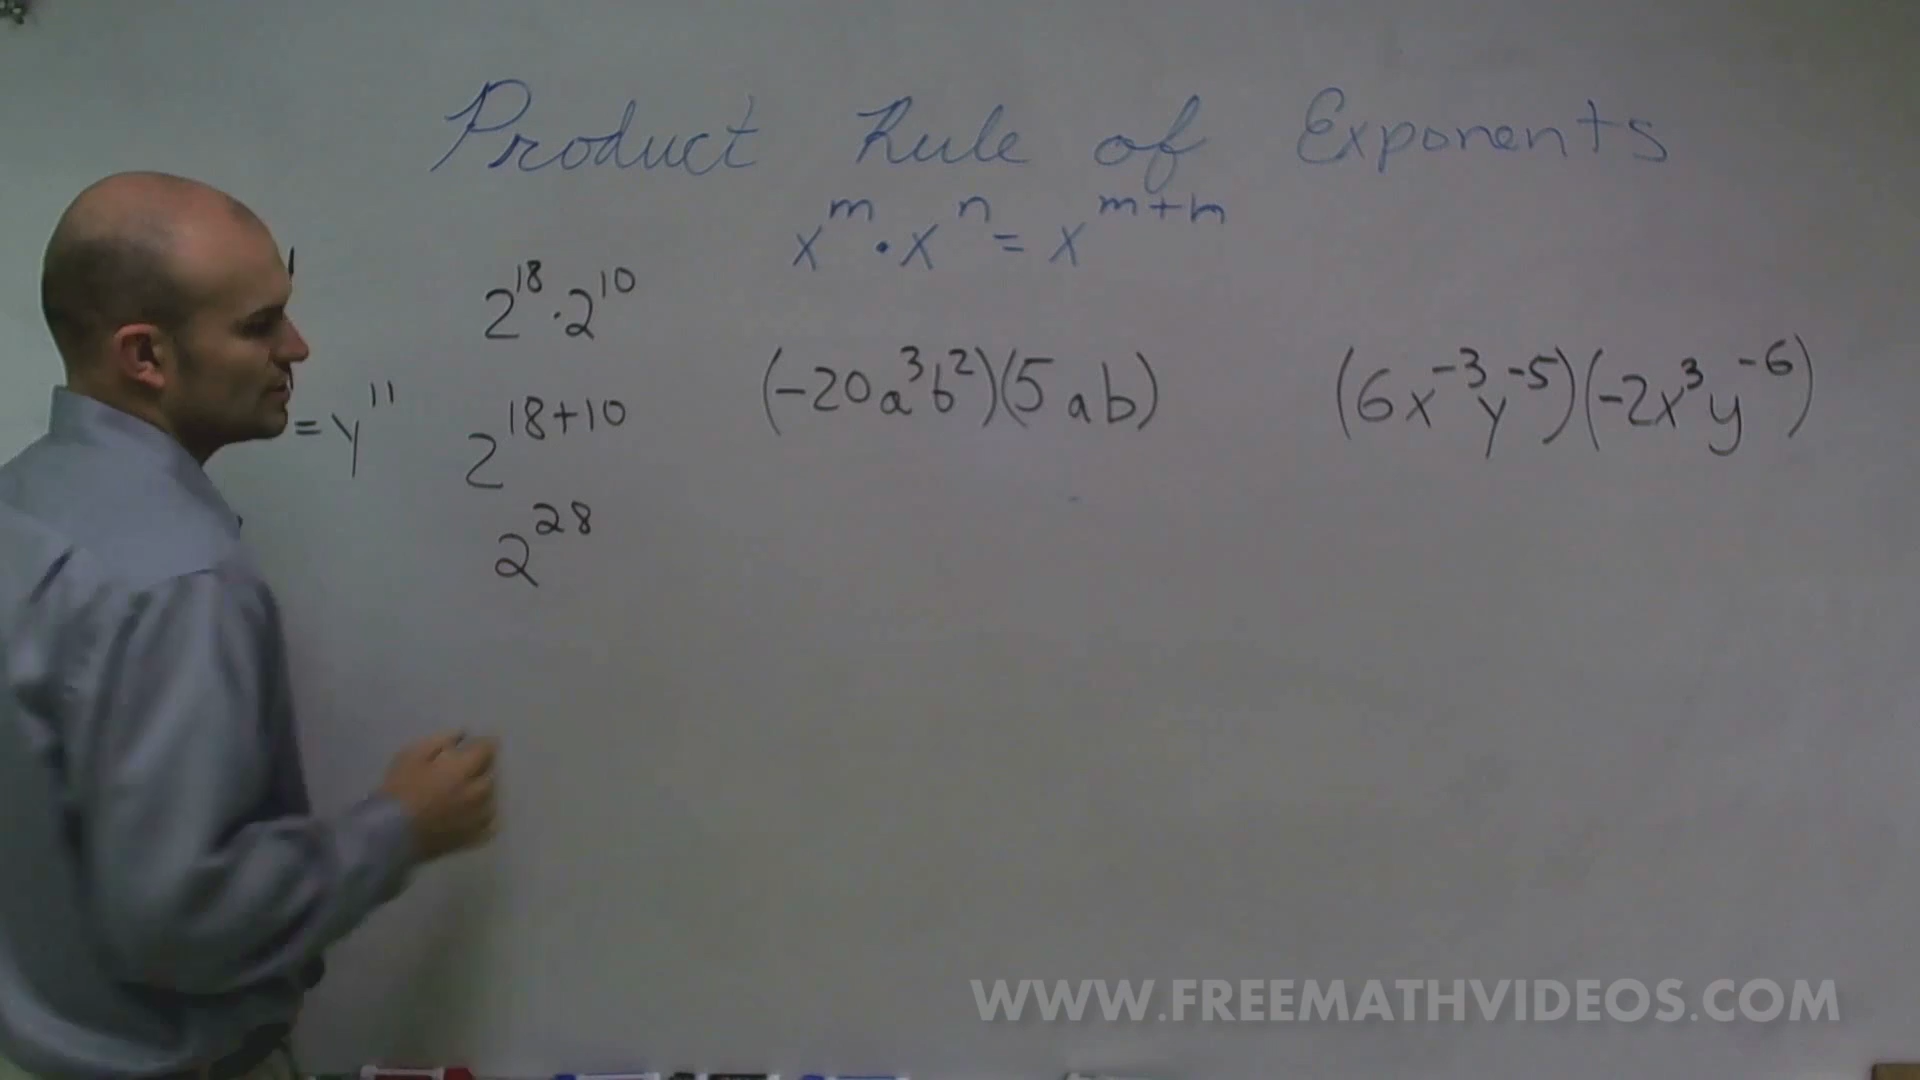 Product Rule of Exponents
x^m · x^n = x^{m+n}
2^18 · 2^10
(-20a^3b^2)(5ab)
(6x^-3y^-5)(-2x^3y^-6)
= y^11
2^{18+10}
2^28
WWW.FREEMATHVIDEOS.COM